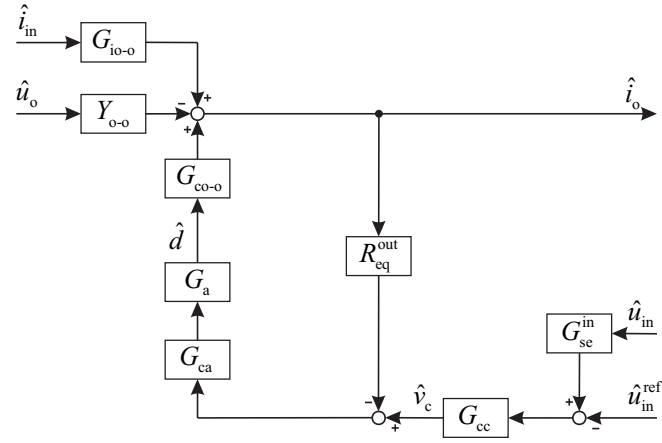 î_in
G_io-o
û_o
Y_o-o
î_o
G_co-o
d̂
R_eq^out
G_a
G_se^in
û_in
G_ca
v̂_c
G_cc
û_in^ref